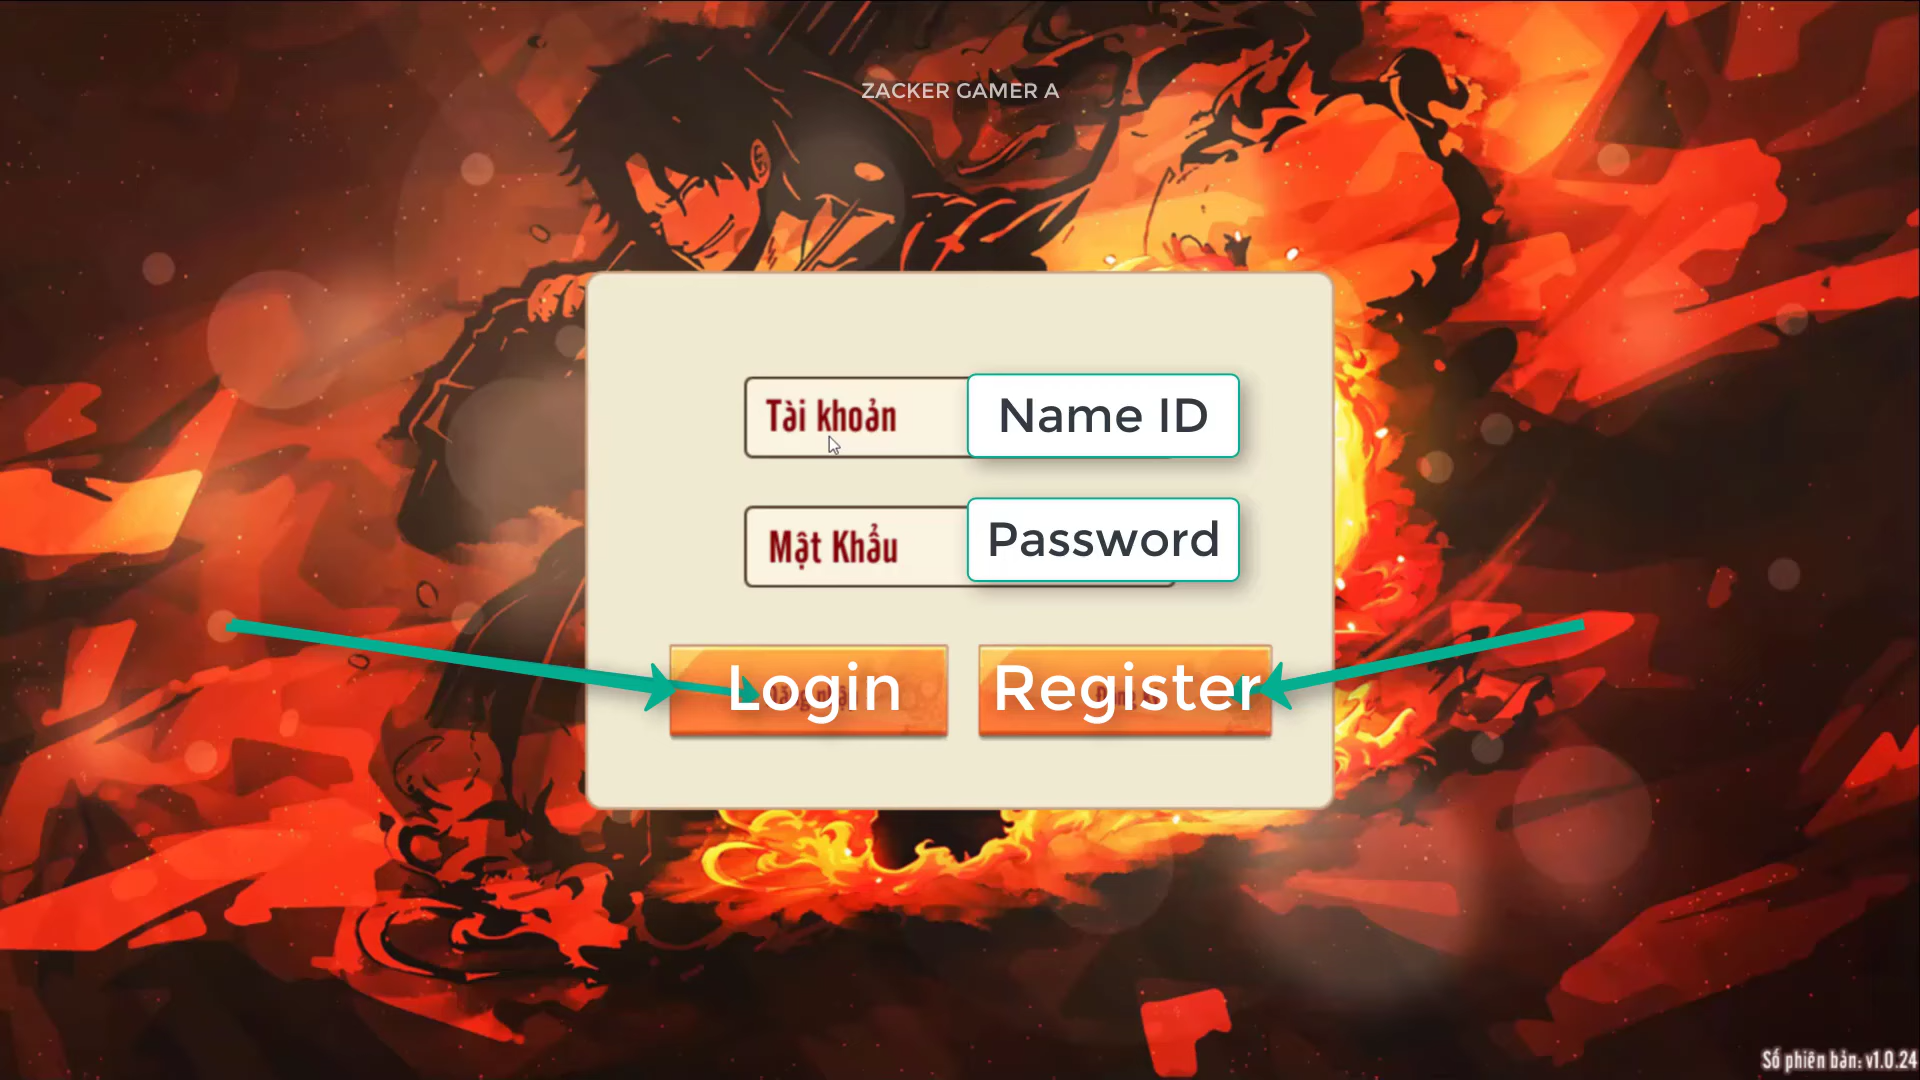 ZACKER GAMER A
Tài khoản Name ID
Mật Khẩu Password
Login Register
Số phiên bản: v1.0.24